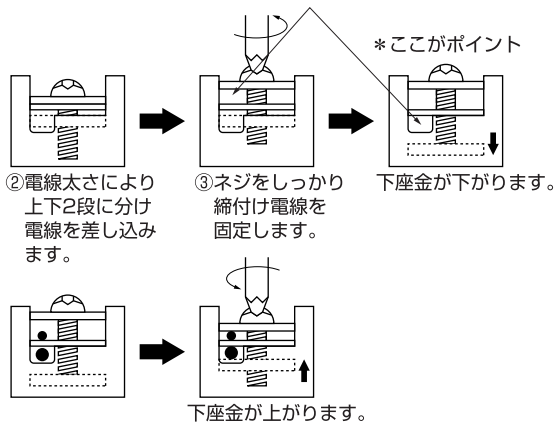 ＊ここがポイント
②電線太さにより
上下2段に分け
電線を差し込み
ます。
③ネジをしっかり
締付け電線を
固定します。
下座金が下がります。
下座金が上がります。